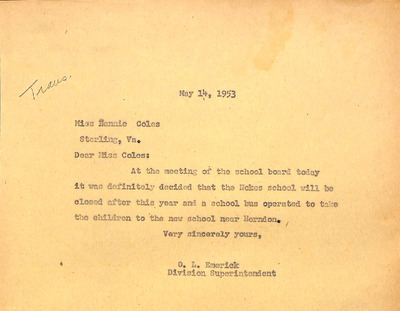 Trans.
May 14, 1953
Miss Nannie Coles
Sterling, Va.
Dear Miss Coles:
At the meeting of the school board today
it was definitely decided that the Nokes school will be
closed after this year and a school bus operated to take
the children to the new school near Herndon.
Very sincerely yours,
O. L. Emerick
Division Superintendent